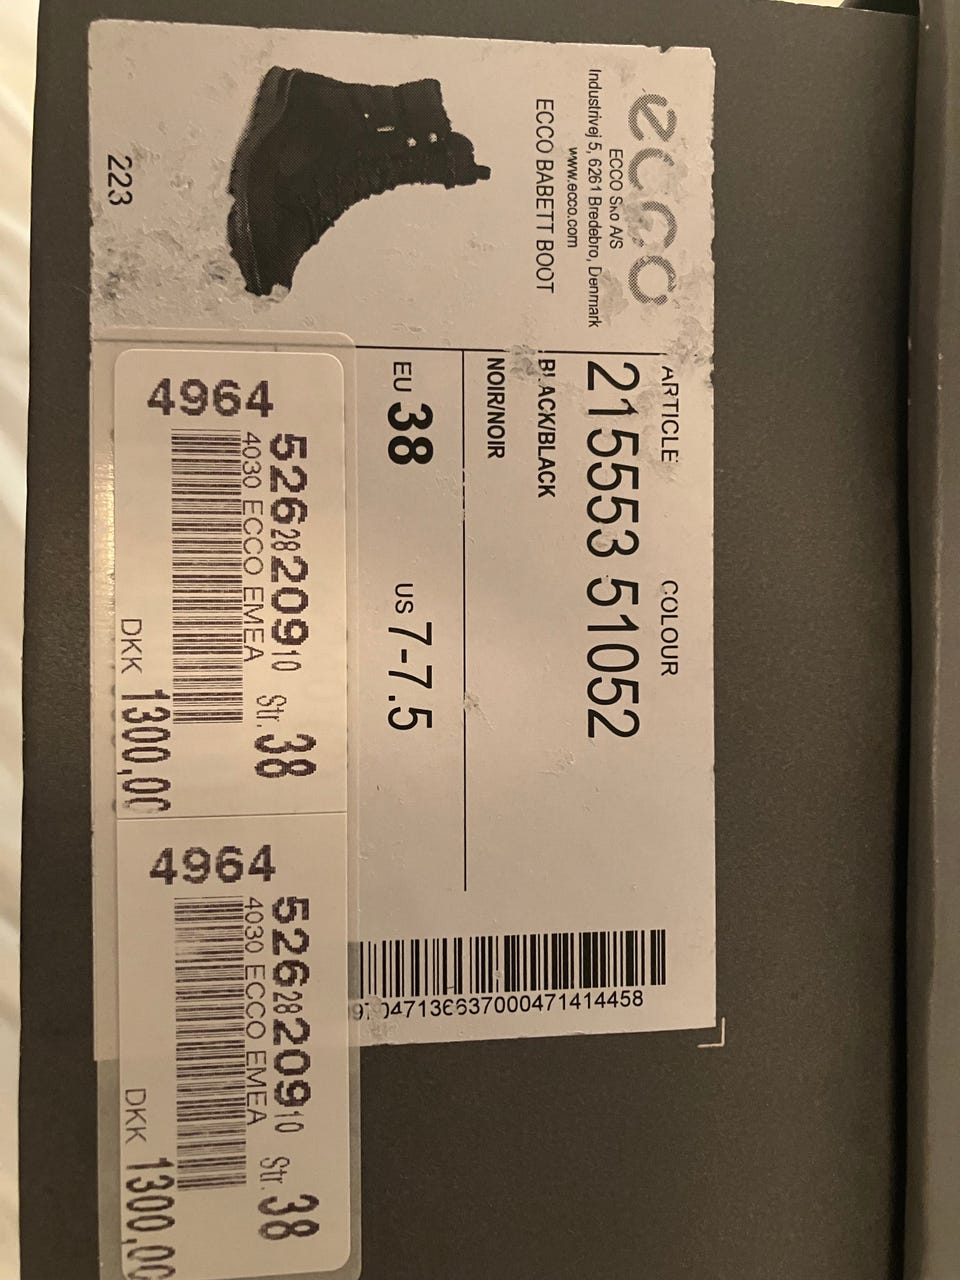 ecco
ECCO Sko A/S
Industrivej 5, 6261 Bredebro, Denmark
www.ecco.com
ECCO BABETT BOOT
223
ARTICLE COLOUR
215553 51052
BLACK/BLACK
NOIR/NOIR
EU 38 US 7-7.5
526 28 209 10 Str. 38
4030 ECCO EMEA
4964
DKK 1300,00
526 28 209 10 Str. 38
4030 ECCO EMEA
4964
DKK 1300,00